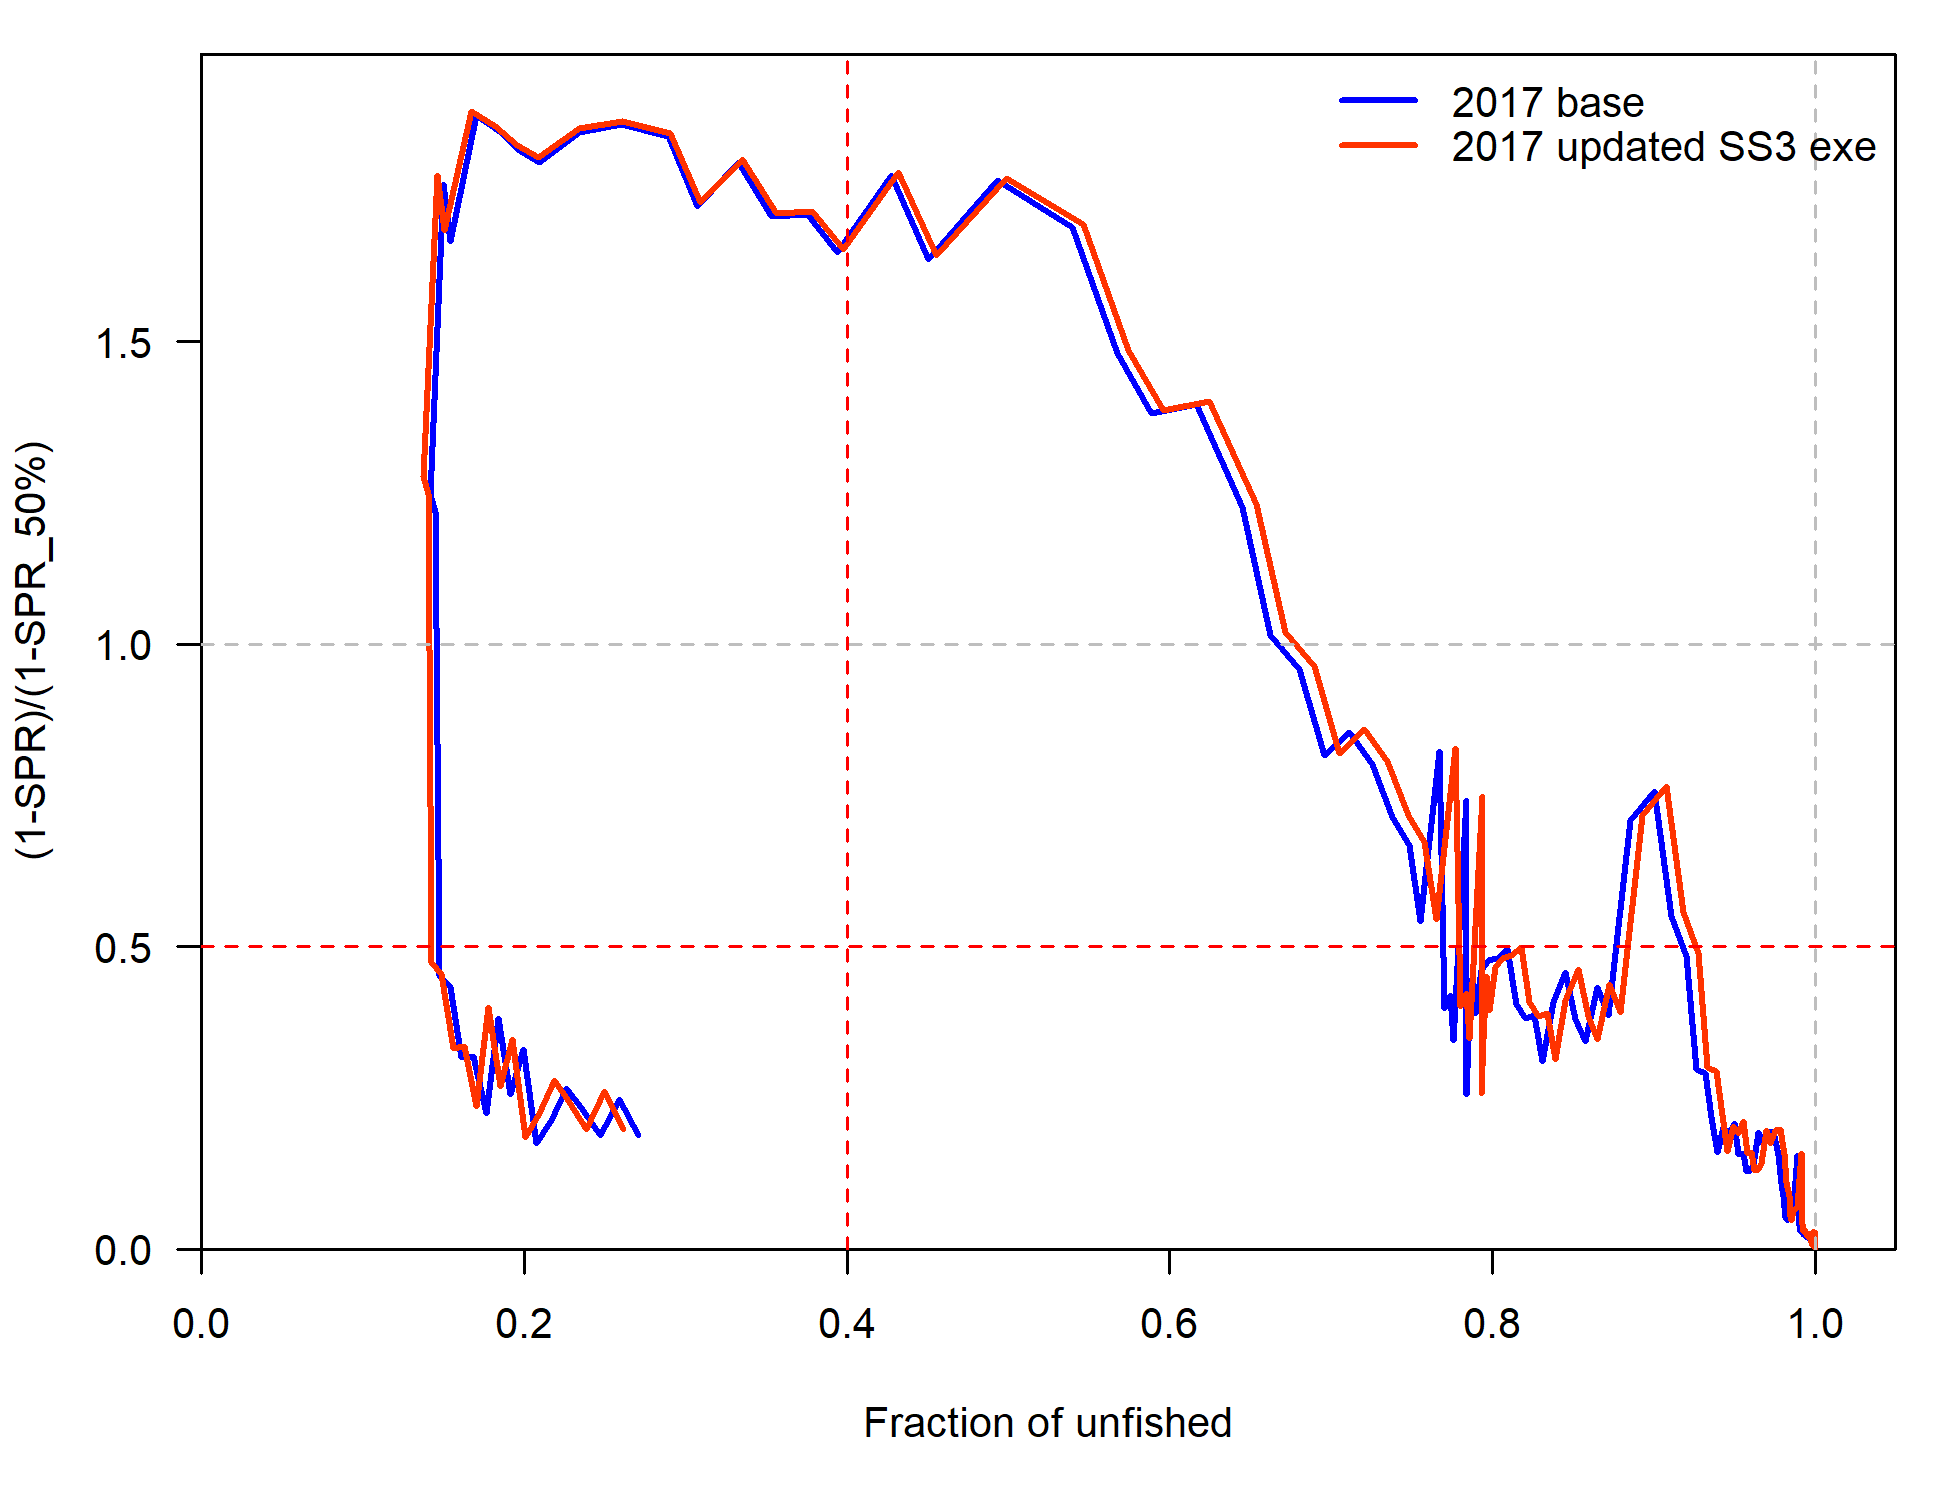 2017 base
2017 updated SS3 exe
(1-SPR)/(1-SPR_50%)
1.5
1.0
0.5
0.0
0.0 0.2 0.4 0.6 0.8 1.0
Fraction of unfished